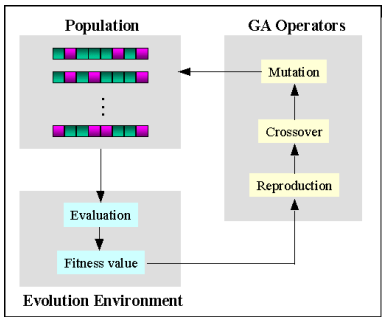 Population
GA Operators
Mutation
Crossover
Reproduction
Evaluation
Fitness value
Evolution Environment